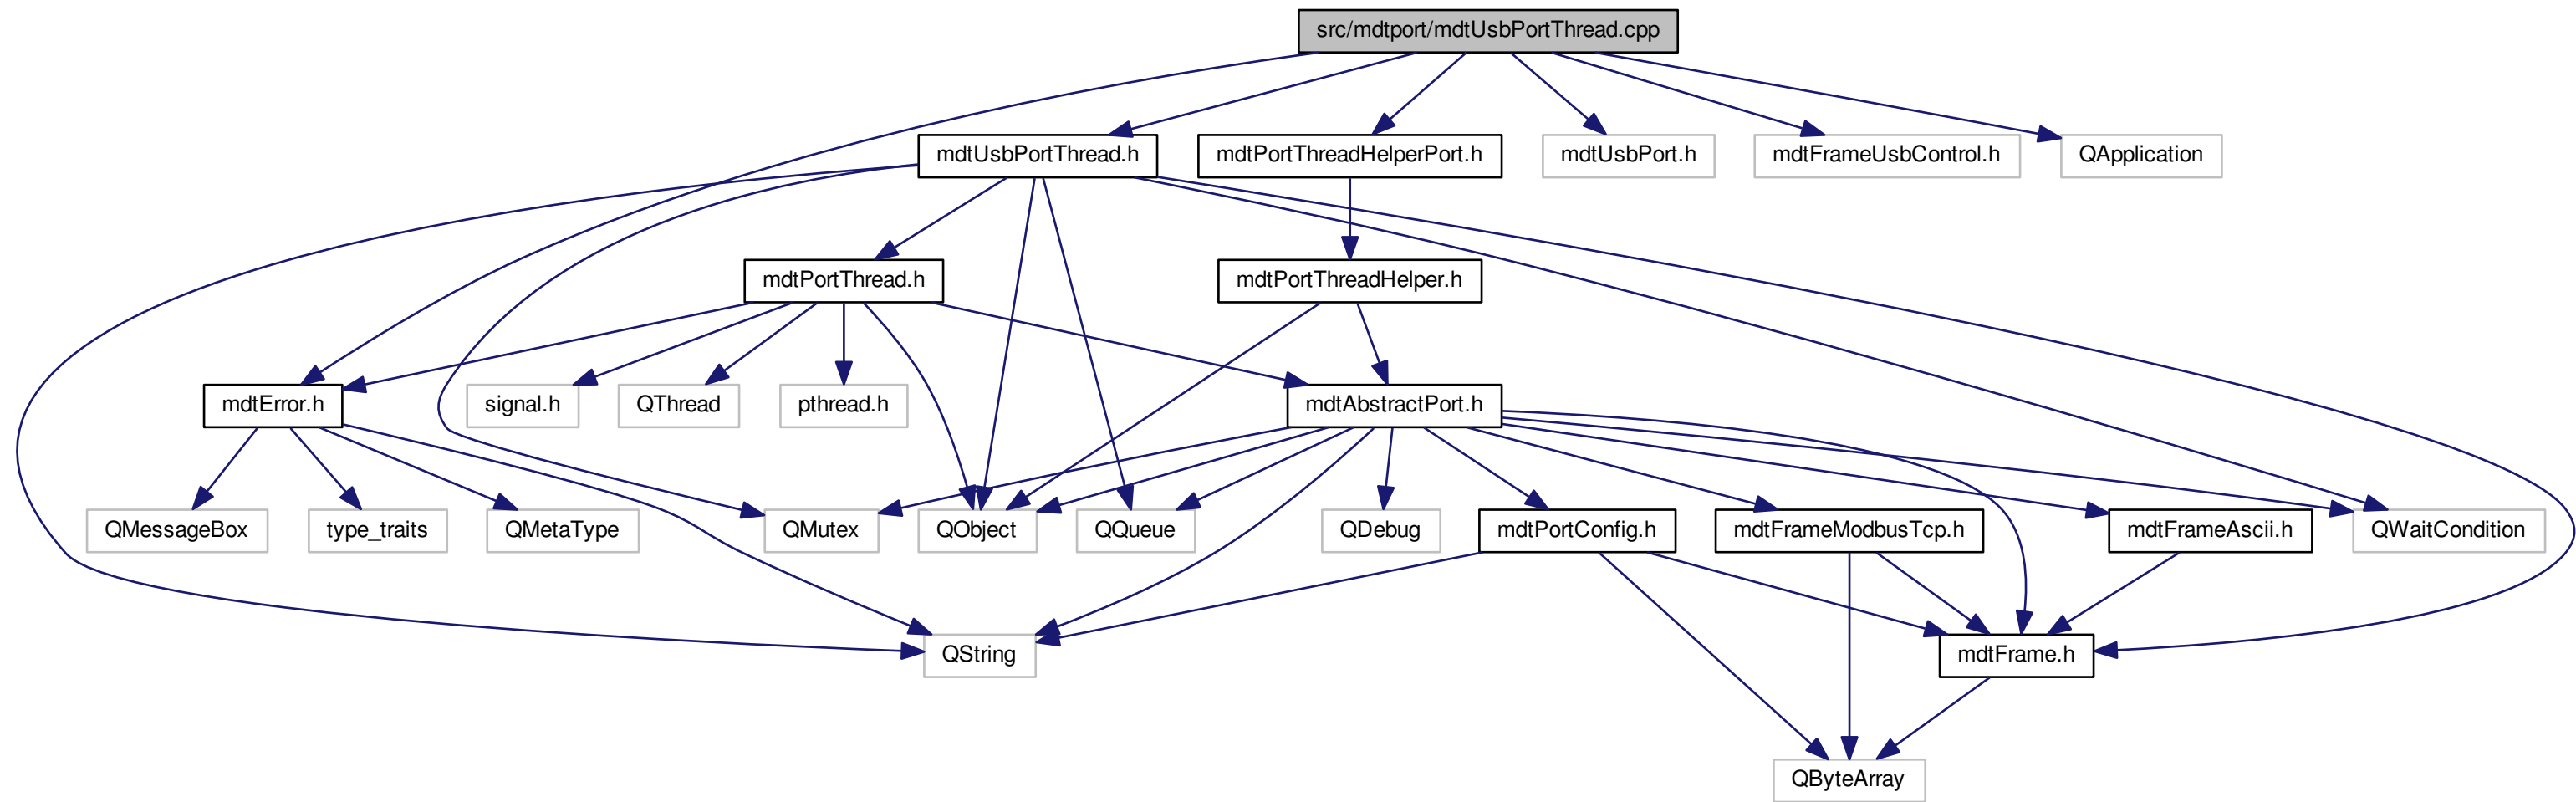 src/mdtport/mdtUsbPortThread.cpp
mdtUsbPortThread.h
mdtPortThreadHelperPort.h
mdtUsbPort.h
mdtFrameUsbControl.h
QApplication
mdtPortThread.h
mdtPortThreadHelper.h
mdtError.h
signal.h
QThread
pthread.h
mdtAbstractPort.h
QMessageBox
type_traits
QMetaType
QMutex
QObject
QQueue
QDebug
mdtPortConfig.h
mdtFrameModbusTcp.h
mdtFrameAscii.h
QWaitCondition
QString
mdtFrame.h
QByteArray